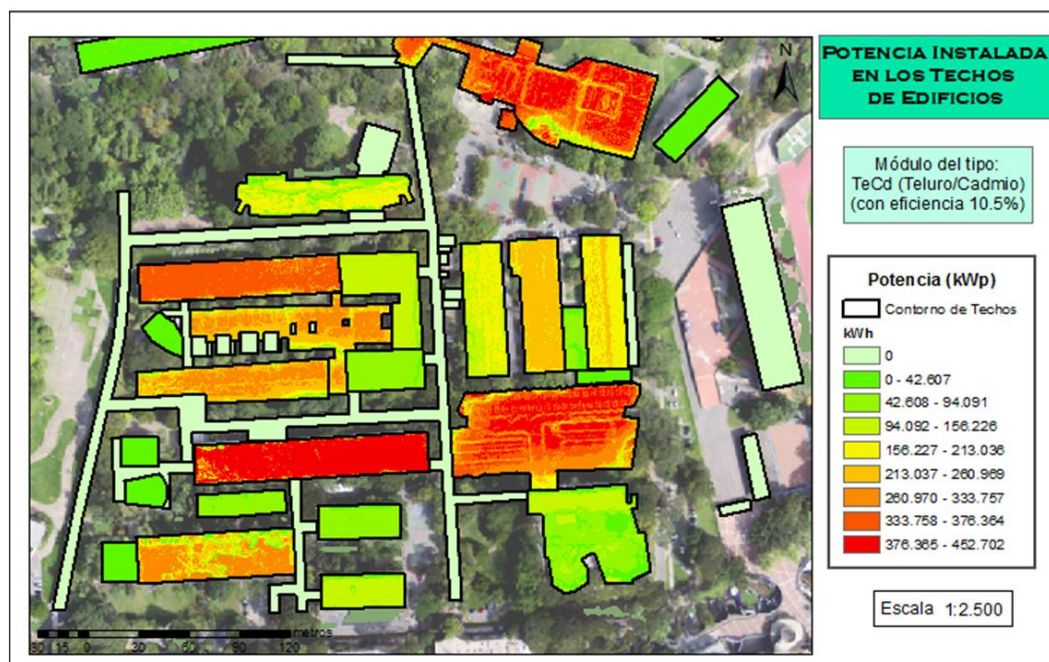 POTENCIA INSTALADA
EN LOS TECHOS
DE EDIFICIOS
N
Módulo del tipo:
TeCd (Teluro/Cadmio)
(con eficiencia 10.5%)
Potencia (kWp)
Contorno de Techos
kWh
0
0 - 42.607
42.608 - 94.091
94.092 - 156.226
156.227 - 213.036
213.037 - 260.969
260.970 - 333.757
333.758 - 376.364
376.365 - 452.702
Escala 1:2.500
metros
30 15 0 30 60 90 120